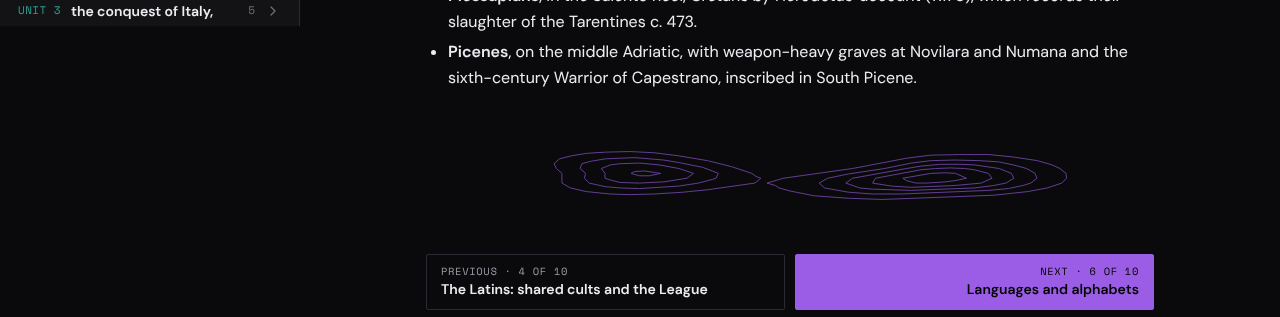 UNIT 3 the conquest of Italy, 5
slaughter of the Tarentines c. 473.
• Picenes, on the middle Adriatic, with weapon-heavy graves at Novilara and Numana and the
sixth-century Warrior of Capestrano, inscribed in South Picene.
PREVIOUS · 4 OF 10
The Latins: shared cults and the League
NEXT · 6 OF 10
Languages and alphabets